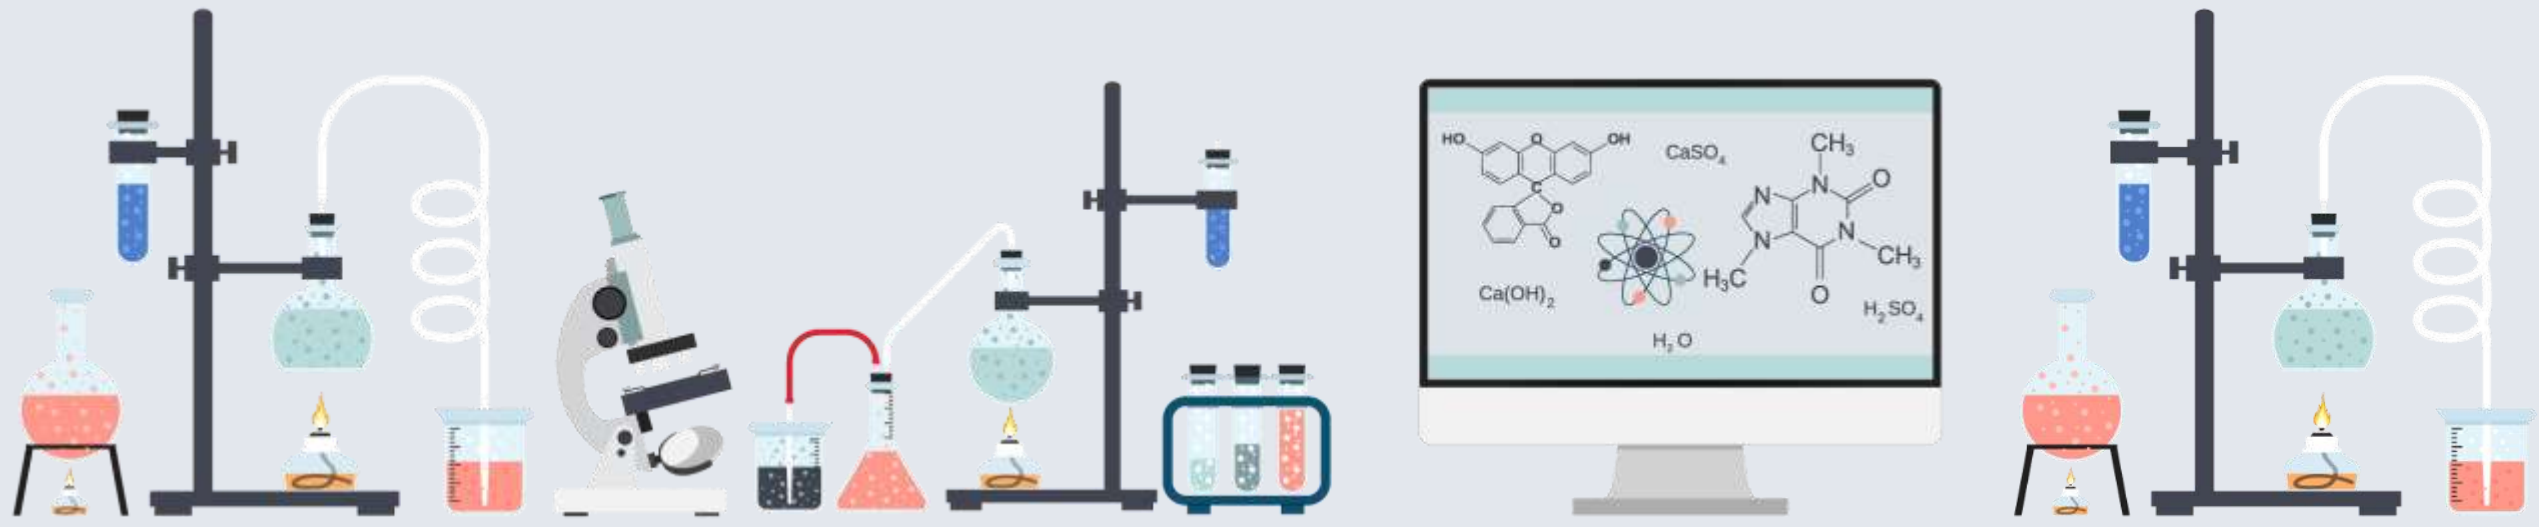 HO O OH
C
O
O
CaSO₄
CH₃
N N O
N N
O
H₃C CH₃
Ca(OH)₂
H₂O
H₂SO₄